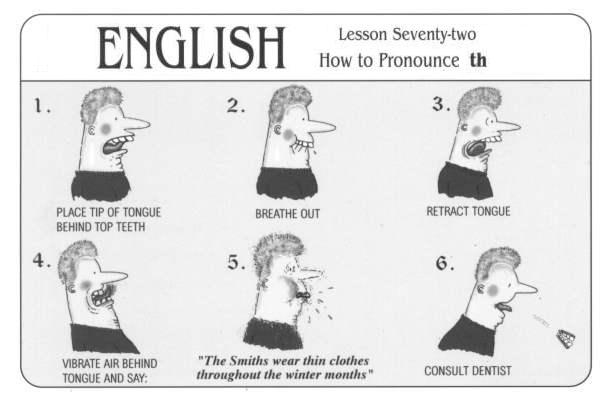 ENGLISH
Lesson Seventy-two
How to Pronounce th
1.
PLACE TIP OF TONGUE
BEHIND TOP TEETH
2.
BREATHE OUT
3.
RETRACT TONGUE
4.
VIBRATE AIR BEHIND
TONGUE AND SAY:
5.
"The Smiths wear thin clothes
throughout the winter months"
6.
CONSULT DENTIST